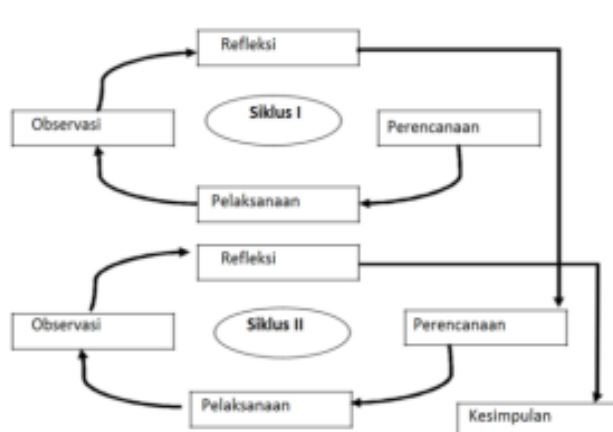 Refleksi
Siklus I
Observasi
Perencanaan
Pelaksanaan
Refleksi
Siklus II
Observasi
Perencanaan
Pelaksanaan
Kesimpulan